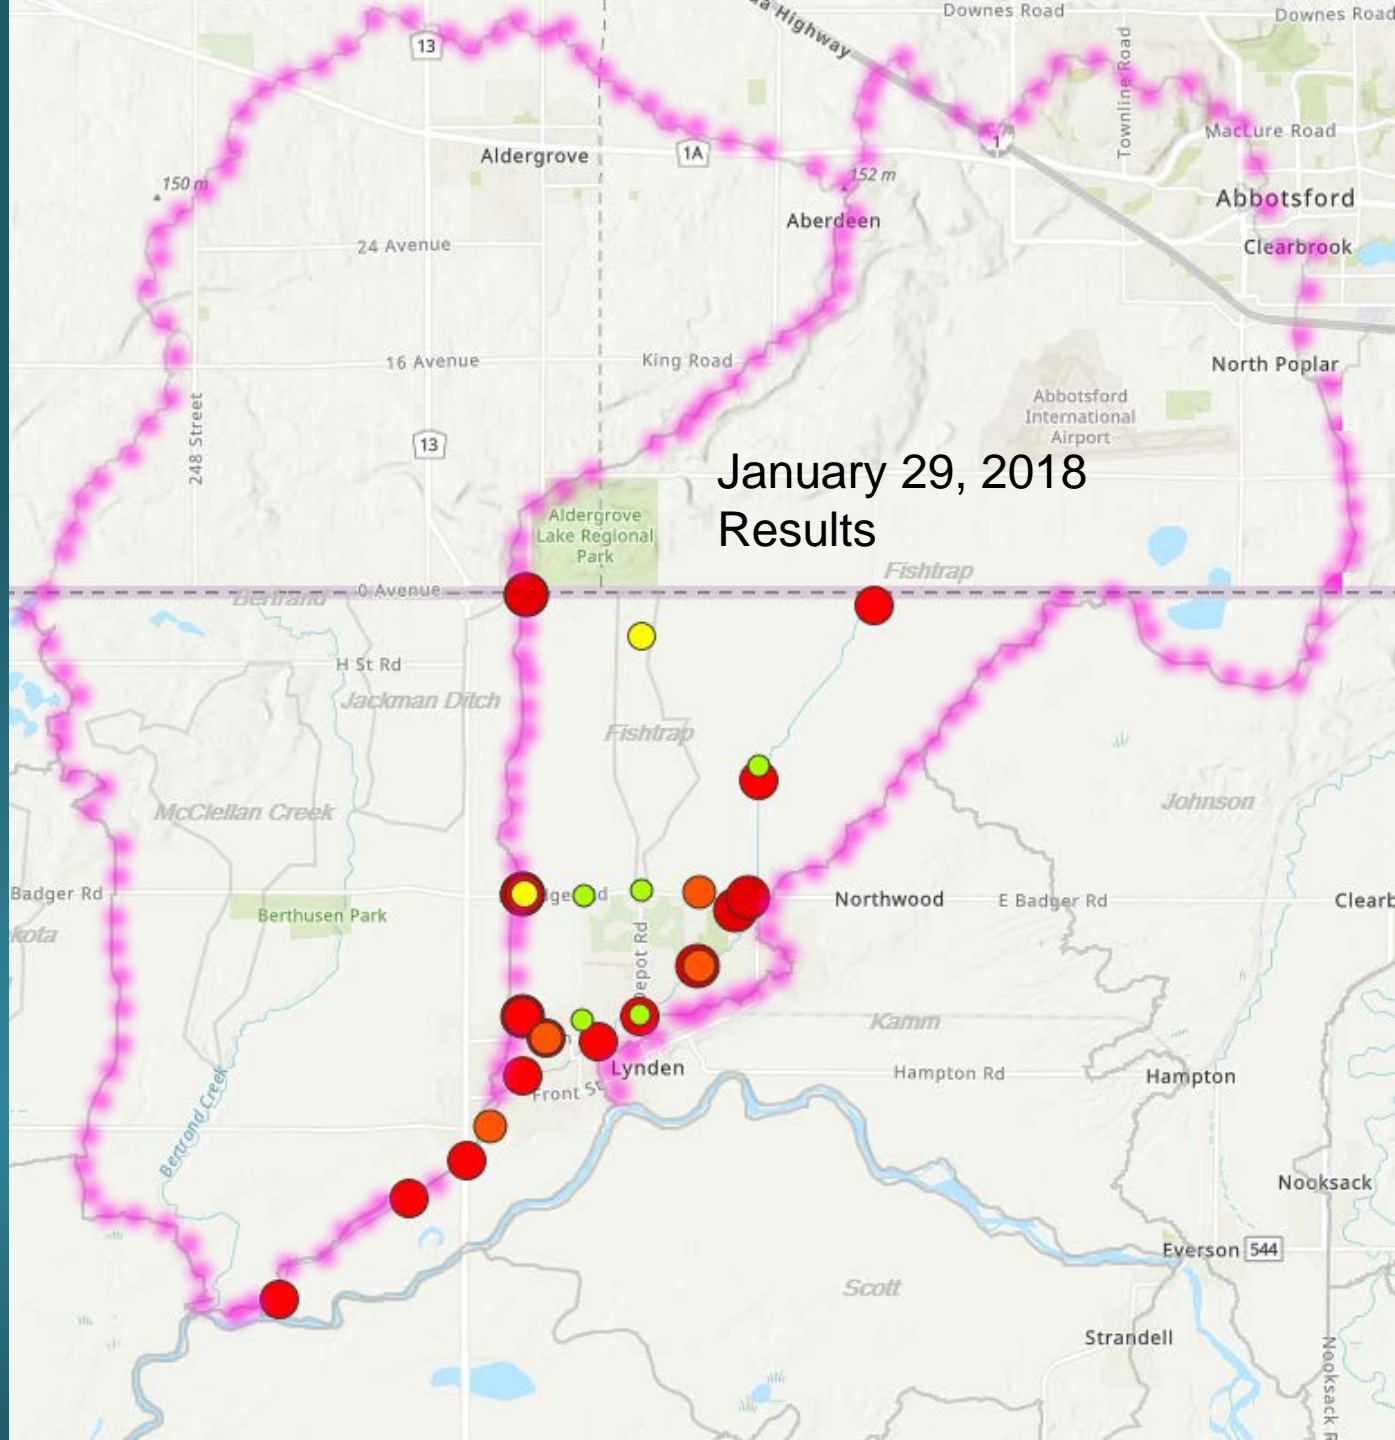 Downes Road
Downes Road
Highway
13
Townline Road
1
MacLure Road
Aldergrove
1A
150 m
152 m
Abbotsford
Aberdeen
24 Avenue
Clearbrook
16 Avenue
King Road
North Poplar
248 Street
Abbotsford
International
Airport
13
January 29, 2018
Results
Aldergrove
Lake Regional
Park
Fishtrap
0 Avenue
Bertrand
H St Rd
Jackman Ditch
Fishtrap
McClellan Creek
Johnson
Badger Rd
Northwood
E Badger Rd
Berthusen Park
Depot Rd
Kamm
Lynden
Hampton Rd
Hampton
Front St
Bertrand Creek
Nooksack
Everson
544
Scott
Strandell
Nooksack